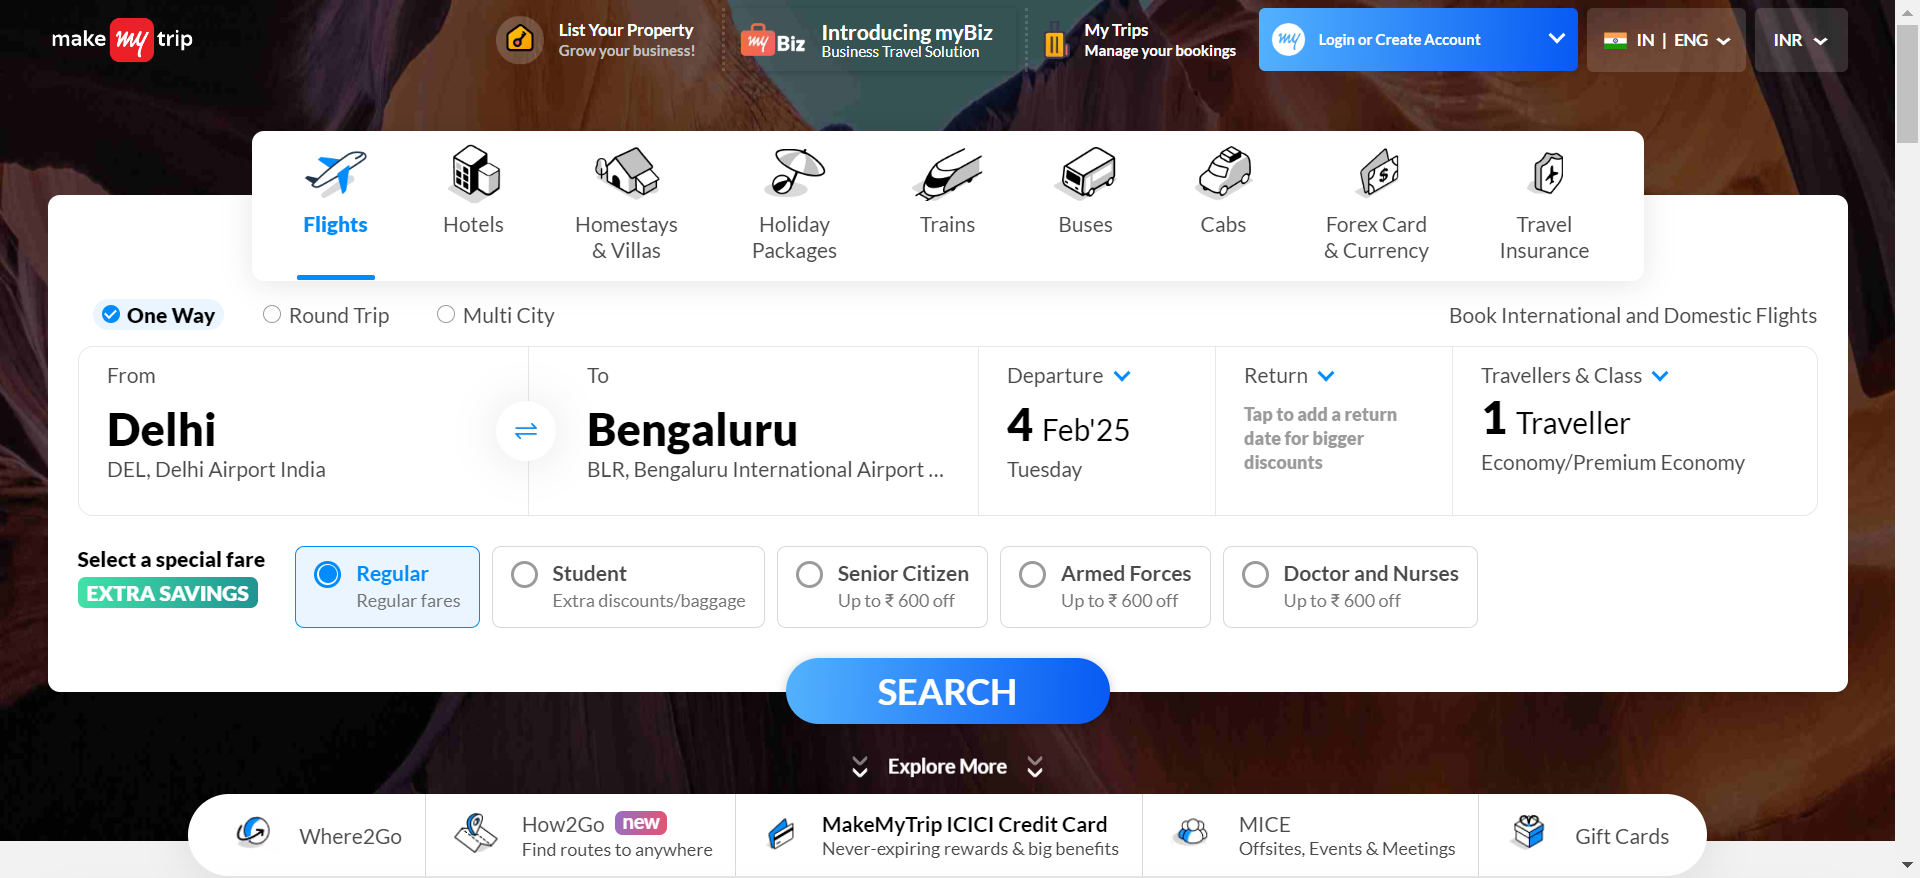 make my trip
List Your Property
Grow your business!
my Biz
Introducing myBiz
Business Travel Solution
My Trips
Manage your bookings
my
Login or Create Account
IN | ENG
INR
Flights
Hotels
Homestays
& Villas
Holiday
Packages
Trains
Buses
Cabs
Forex Card
& Currency
Travel
Insurance
One Way
Round Trip
Multi City
Book International and Domestic Flights
From
Delhi
DEL, Delhi Airport India
To
Bengaluru
BLR, Bengaluru International Airport ...
Departure
4 Feb'25
Tuesday
Return
Tap to add a return
date for bigger
discounts
Travellers & Class
1 Traveller
Economy/Premium Economy
Select a special fare
EXTRA SAVINGS
Regular
Regular fares
Student
Extra discounts/baggage
Senior Citizen
Up to ₹ 600 off
Armed Forces
Up to ₹ 600 off
Doctor and Nurses
Up to ₹ 600 off
SEARCH
Explore More
Where2Go
How2Go new
Find routes to anywhere
MakeMyTrip ICICI Credit Card
Never-expiring rewards & big benefits
MICE
Offsites, Events & Meetings
Gift Cards